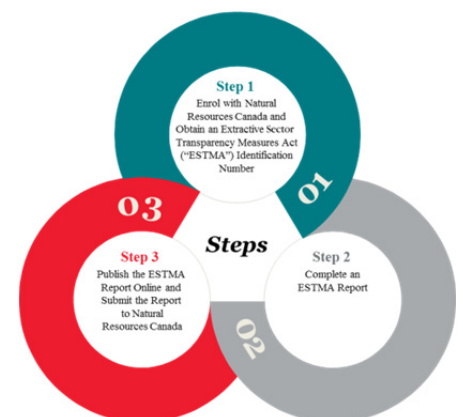 Step 1
Enrol with Natural
Resources Canada and
Obtain an Extractive Sector
Transparency Measures Act
("ESTMA") Identification
Number
01
03
Steps
Step 3
Publish the ESTMA
Report Online and
Submit the Report
to Natural
Resources Canada
Step 2
Complete an
ESTMA Report
02